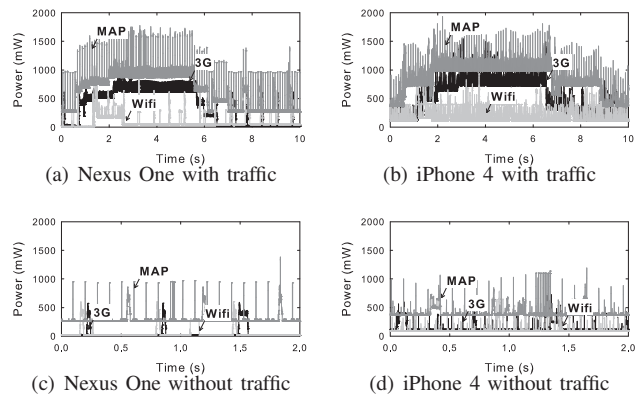 2000
1500
1000
500
0
Power (mW)
MAP
3G
Wifi
0 2 4 6 8 10
Time (s)
(a) Nexus One with traffic
2000
1500
1000
500
0
Power (mW)
MAP
3G
Wifi
0 2 4 6 8 10
Time (s)
(b) iPhone 4 with traffic
2000
1500
1000
500
0
Power (mW)
MAP
3G
Wifi
0,0 0,5 1,0 1,5 2,0
Time (s)
(c) Nexus One without traffic
2000
1500
1000
500
0
Power (mW)
MAP
3G
Wifi
0,0 0,5 1,0 1,5 2,0
Time (s)
(d) iPhone 4 without traffic